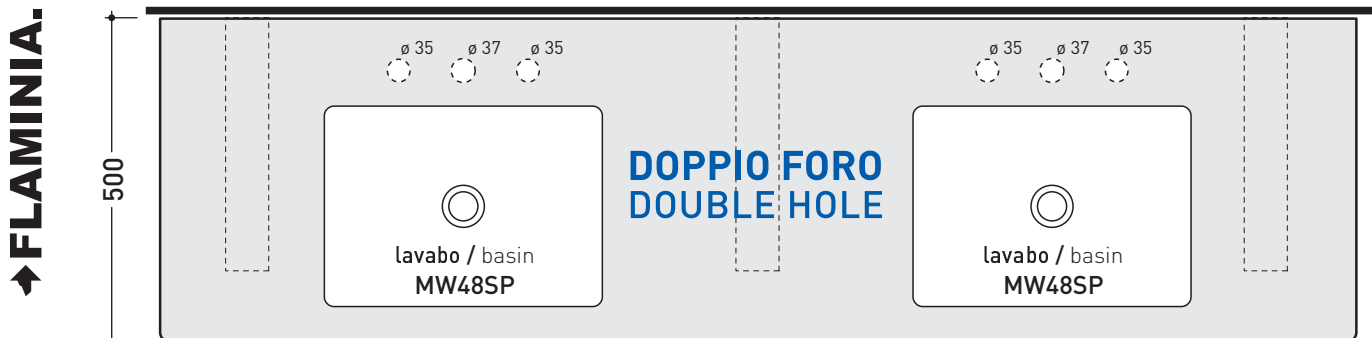 FLAMINIA.
500
ø 35 ø 37 ø 35
ø 35 ø 37 ø 35
DOPPIO FORO
DOUBLE HOLE
lavabo / basin
MW48SP
lavabo / basin
MW48SP